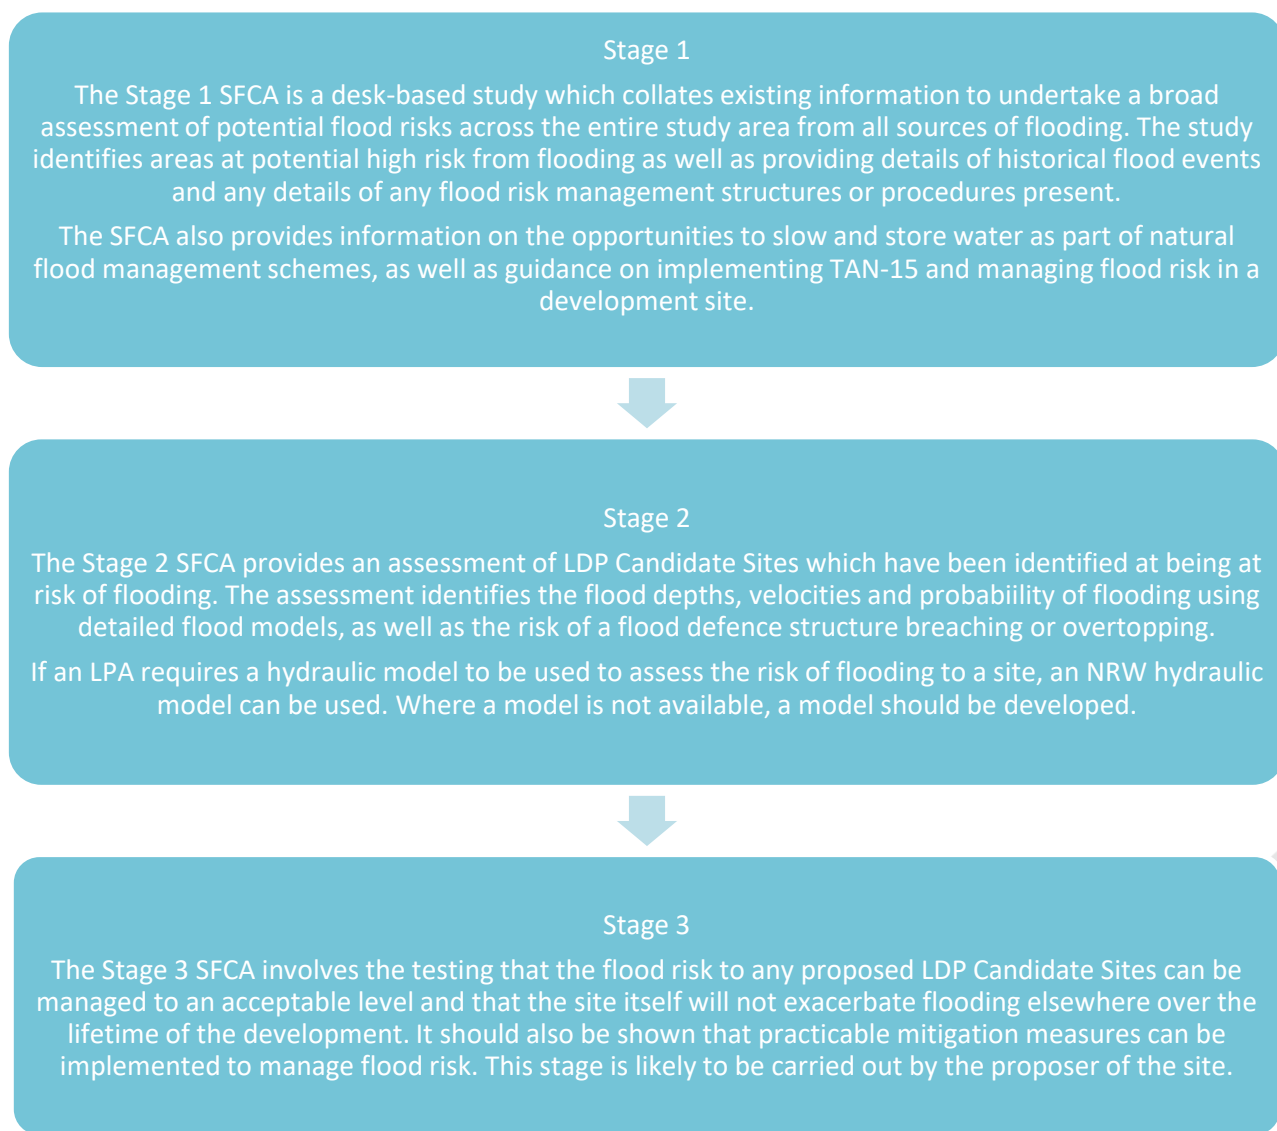 Stage 1
The Stage 1 SFCA is a desk-based study which collates existing information to undertake a broad
assessment of potential flood risks across the entire study area from all sources of flooding. The study
identifies areas at potential high risk from flooding as well as providing details of historical flood events
and any details of any flood risk management structures or procedures present.
The SFCA also provides information on the opportunities to slow and store water as part of natural
flood management schemes, as well as guidance on implementing TAN-15 and managing flood risk in a
development site.
Stage 2
The Stage 2 SFCA provides an assessment of LDP Candidate Sites which have been identified at being at
risk of flooding. The assessment identifies the flood depths, velocities and probabiility of flooding using
detailed flood models, as well as the risk of a flood defence structure breaching or overtopping.
If an LPA requires a hydraulic model to be used to assess the risk of flooding to a site, an NRW hydraulic
model can be used. Where a model is not available, a model should be developed.
Stage 3
The Stage 3 SFCA involves the testing that the flood risk to any proposed LDP Candidate Sites can be
managed to an acceptable level and that the site itself will not exacerbate flooding elsewhere over the
lifetime of the development. It should also be shown that practicable mitigation measures can be
implemented to manage flood risk. This stage is likely to be carried out by the proposer of the site.